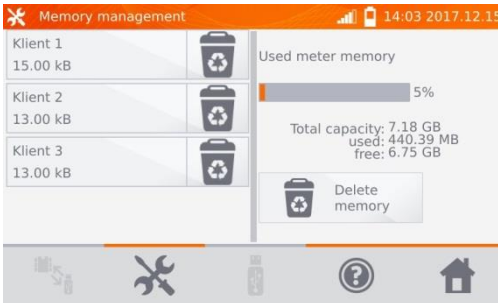 Memory management
14:03 2017.12.15
Klient 1
15.00 kB
Klient 2
13.00 kB
Klient 3
13.00 kB
Used meter memory
5%
Total capacity: 7.18 GB
used: 440.39 MB
free: 6.75 GB
Delete
memory